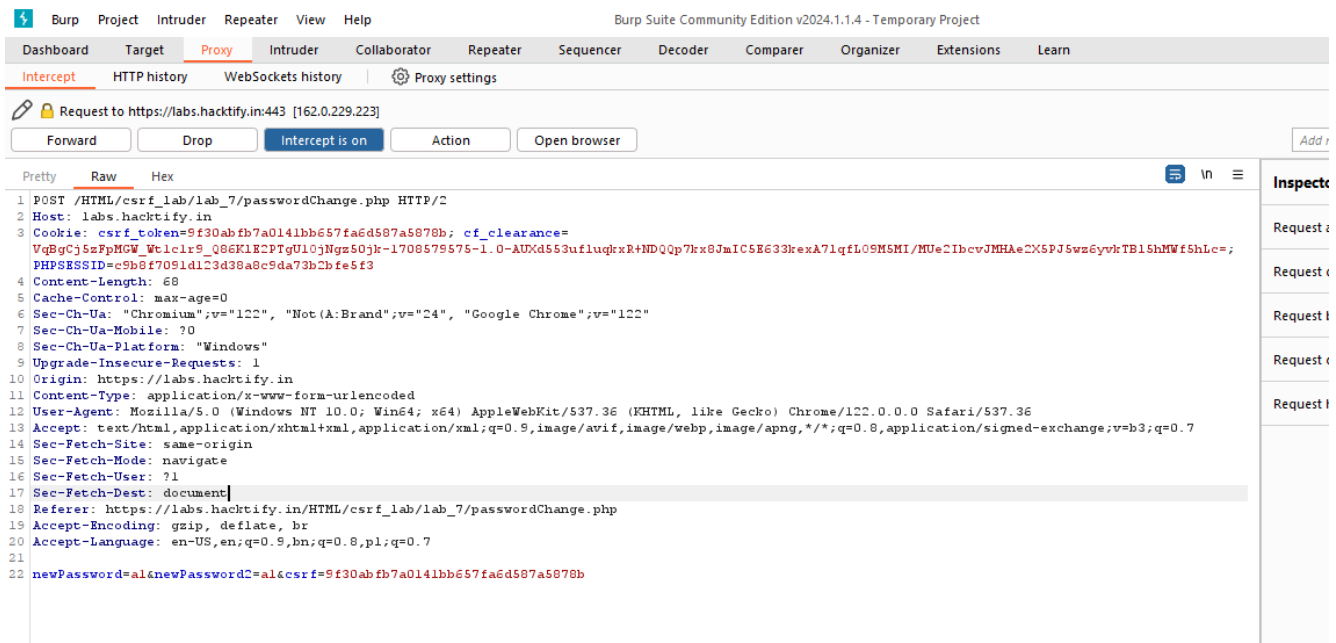 Burp Project Intruder Repeater View Help Burp Suite Community Edition v2024.1.1.4 - Temporary Project
Dashboard Target Proxy Intruder Collaborator Repeater Sequencer Decoder Comparer Organizer Extensions Learn
Intercept HTTP history WebSockets history Proxy settings
Request to https://labs.hacktify.in:443 [162.0.229.223]
Forward Drop Intercept is on Action Open browser Add
Pretty Raw Hex \n
Inspecto
Request
Request
Request
Request
Request
1 POST /HTML/csrf_lab/lab_7/passwordChange.php HTTP/2
2 Host: labs.hacktify.in
3 Cookie: csrf_token=9f30abfb7a0141bb657fa6d587a5878b; cf_clearance=
VqBgCj5zFpMGW_Wt1c1r9_Q86K1E2PTgU10jNgz50jk-1708579575-1.0-AUXd553ufluqkxR+NDQQp7kx8JmIC5E633kexA71qfL09M5MI/MUe2IbcvJMHAe2X5PJ5wz6yvkTB15hMWf5hLc=;
PHPSESSID=c9b8f7091d123d38a8c9da73b2bfe5f3
4 Content-Length: 68
5 Cache-Control: max-age=0
6 Sec-Ch-Ua: "Chromium";v="122", "Not(A:Brand";v="24", "Google Chrome";v="122"
7 Sec-Ch-Ua-Mobile: ?0
8 Sec-Ch-Ua-Platform: "Windows"
9 Upgrade-Insecure-Requests: 1
10 Origin: https://labs.hacktify.in
11 Content-Type: application/x-www-form-urlencoded
12 User-Agent: Mozilla/5.0 (Windows NT 10.0; Win64; x64) AppleWebKit/537.36 (KHTML, like Gecko) Chrome/122.0.0.0 Safari/537.36
13 Accept: text/html,application/xhtml+xml,application/xml;q=0.9,image/avif,image/webp,image/apng,*/*;q=0.8,application/signed-exchange;v=b3;q=0.7
14 Sec-Fetch-Site: same-origin
15 Sec-Fetch-Mode: navigate
16 Sec-Fetch-User: ?1
17 Sec-Fetch-Dest: document
18 Referer: https://labs.hacktify.in/HTML/csrf_lab/lab_7/passwordChange.php
19 Accept-Encoding: gzip, deflate, br
20 Accept-Language: en-US,en;q=0.9,bn;q=0.8,pl;q=0.7
21
22 newPassword=a1&newPassword2=a1&csrf=9f30abfb7a0141bb657fa6d587a5878b